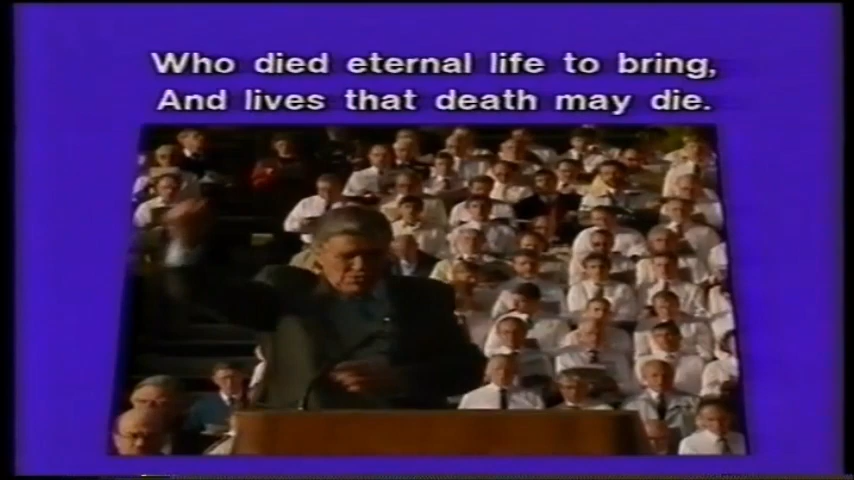 Who died eternal life to bring,
And lives that death may die.